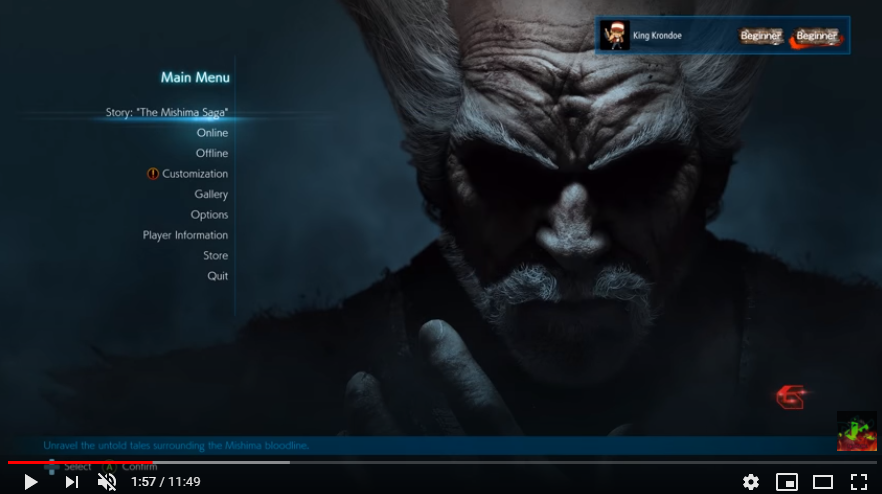 King Krondoe
Beginner
Beginner
Main Menu
Story: "The Mishima Saga"
Online
Offline
Customization
Gallery
Options
Player Information
Store
Quit
Unravel the untold tales surrounding the Mishima bloodline.
Select A Confirm
1:57 / 11:49